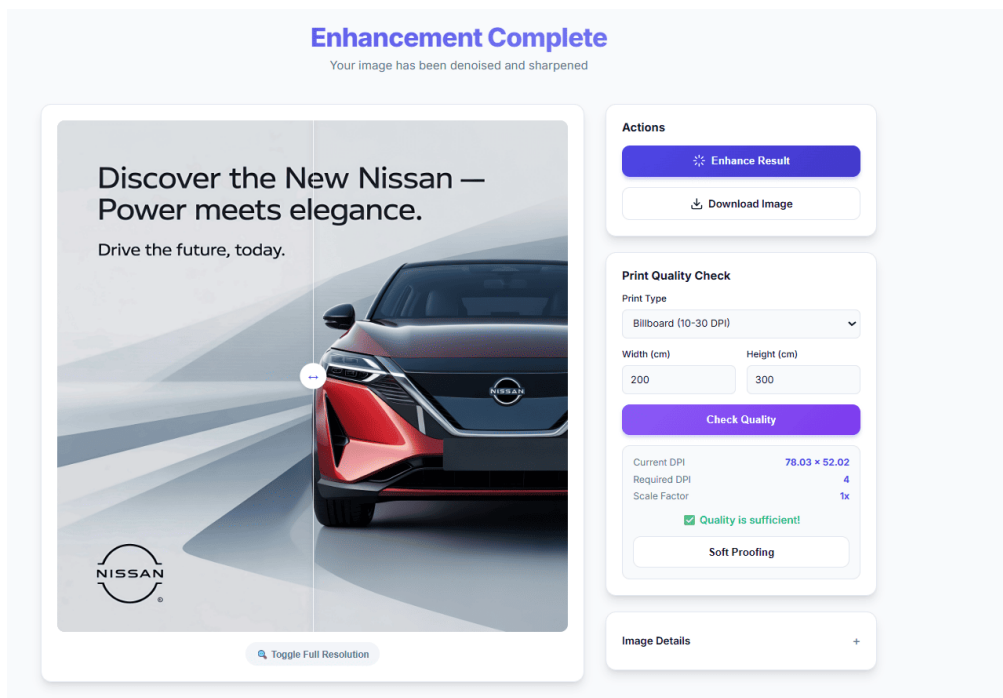 Enhancement Complete
Your image has been denoised and sharpened
Discover the New Nissan —
Power meets elegance.
Drive the future, today.
NISSAN
NISSAN
Toggle Full Resolution
Actions
Enhance Result
Download Image
Print Quality Check
Print Type
Billboard (10-30 DPI)
Width (cm) Height (cm)
200 300
Check Quality
Current DPI 78.03 × 52.02
Required DPI 4
Scale Factor 1x
Quality is sufficient!
Soft Proofing
Image Details +